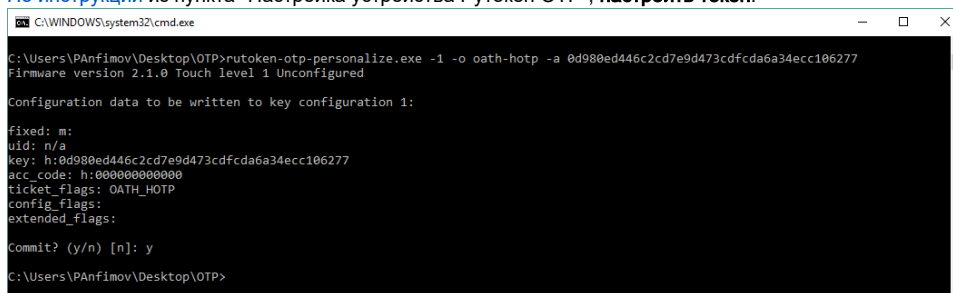 По инструкции из пункта "Настройка устройства Рутокен OTP", настроить токен.
C:\WINDOWS\system32\cmd.exe
C:\Users\PAnfimov\Desktop\OTP>rutoken-otp-personalize.exe -1 -o oath-hotp -a 0d980ed446c2cd7e9d473cdfcda6a34ecc106277
Firmware version 2.1.0 Touch level 1 Unconfigured
Configuration data to be written to key configuration 1:
fixed: m:
uid: n/a
key: h:0d980ed446c2cd7e9d473cdfcda6a34ecc106277
acc_code: h:000000000000
ticket_flags: OATH_HOTP
config_flags:
extended_flags:
Commit? (y/n) [n]: y
C:\Users\PAnfimov\Desktop\OTP>